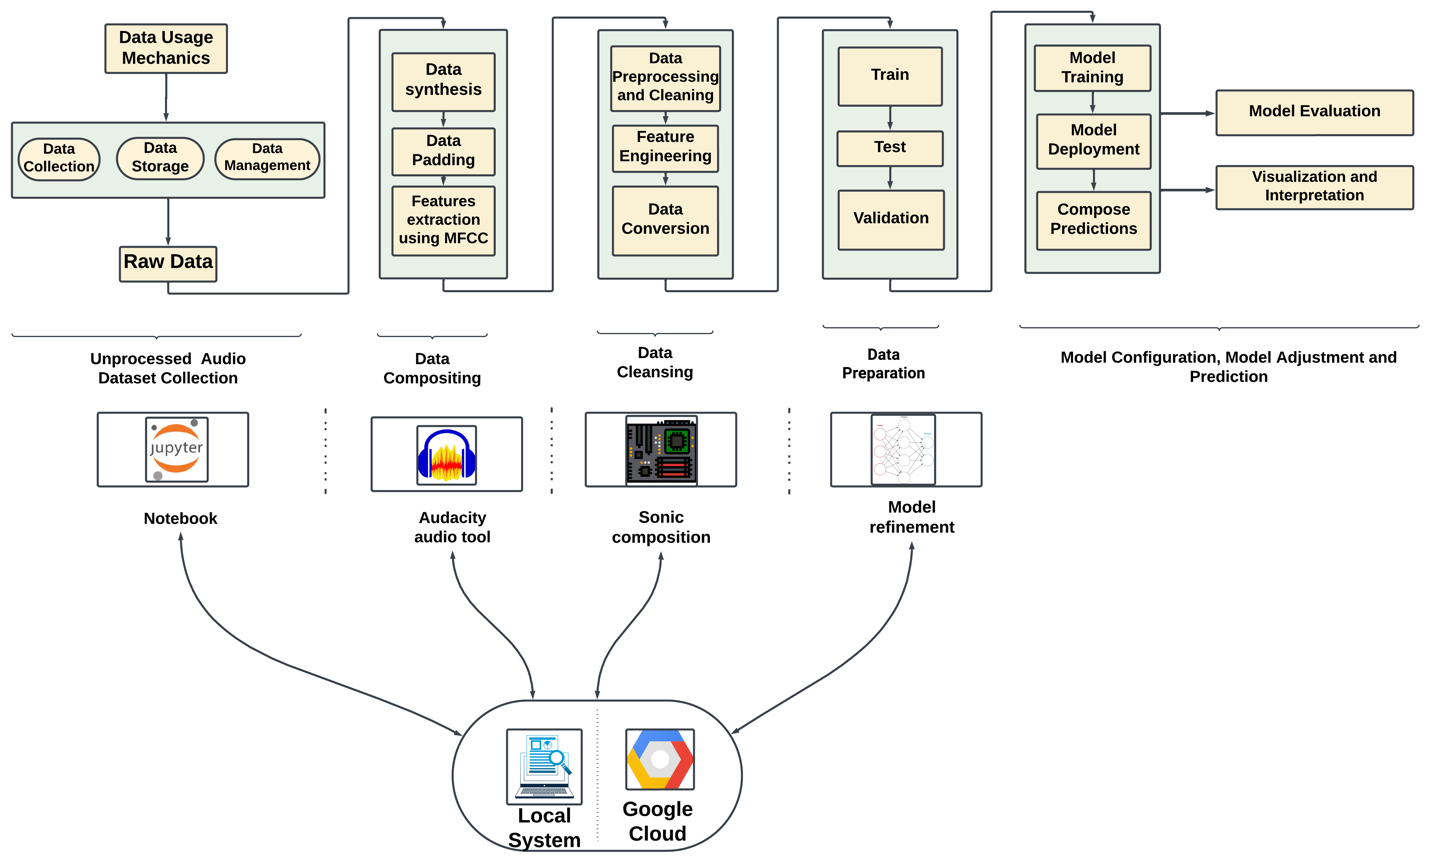 Data Usage
Mechanics
Data
Collection
Data
Storage
Data
Management
Raw Data
Data
synthesis
Data
Padding
Features
extraction
using MFCC
Data
Preprocessing
and Cleaning
Feature
Engineering
Data
Conversion
Train
Test
Validation
Model
Training
Model
Deployment
Compose
Predictions
Model Evaluation
Visualization and
Interpretation
Unprocessed Audio
Dataset Collection
Data
Compositing
Data
Cleansing
Data
Preparation
Model Configuration, Model Adjustment and
Prediction
jupyter
Notebook
Audacity
audio tool
Sonic
composition
Model
refinement
Local
System
Google
Cloud